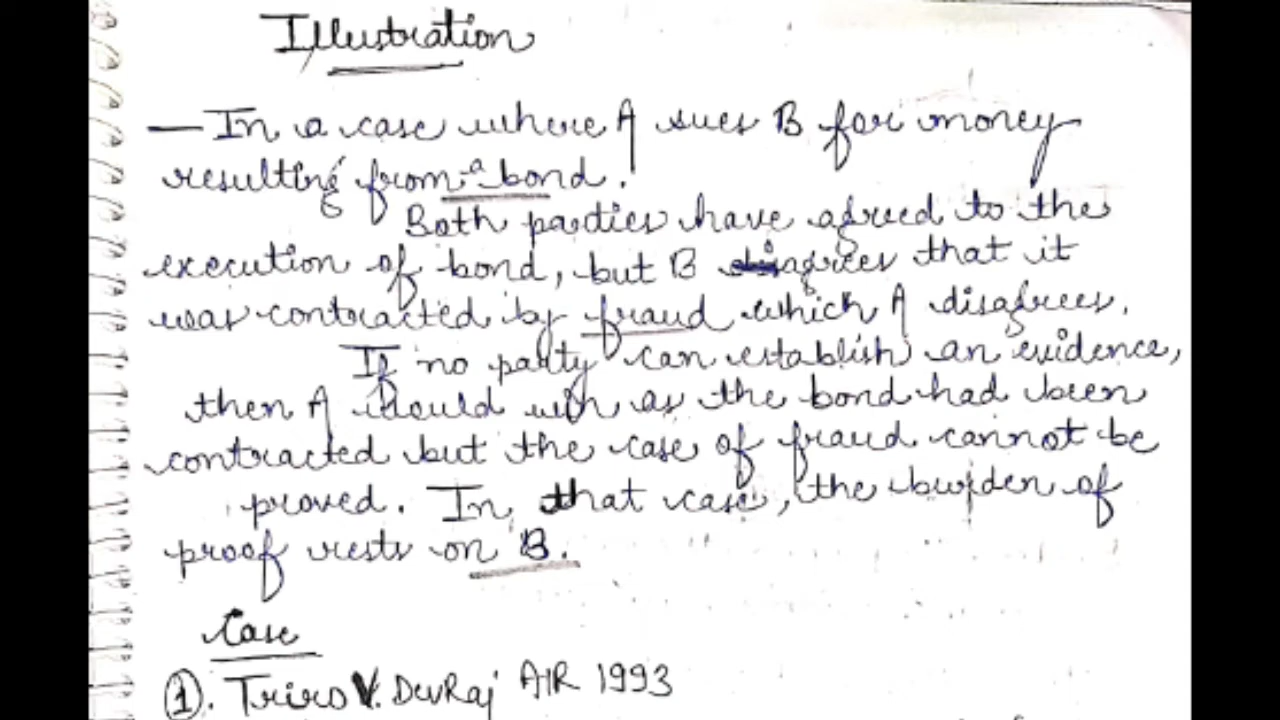 Illustration
— In a case where A sues B for money
resulting from a bond.
Both parties have agreed to the
execution of bond, but B agrees that it
was contracted by fraud which A disagrees.
If no party can establish an evidence,
then A should win as the bond had been
contracted but the case of fraud cannot be
proved. In that case, the burden of
proof rests on B.
Case
①. Triro V. DevRaj AIR 1993